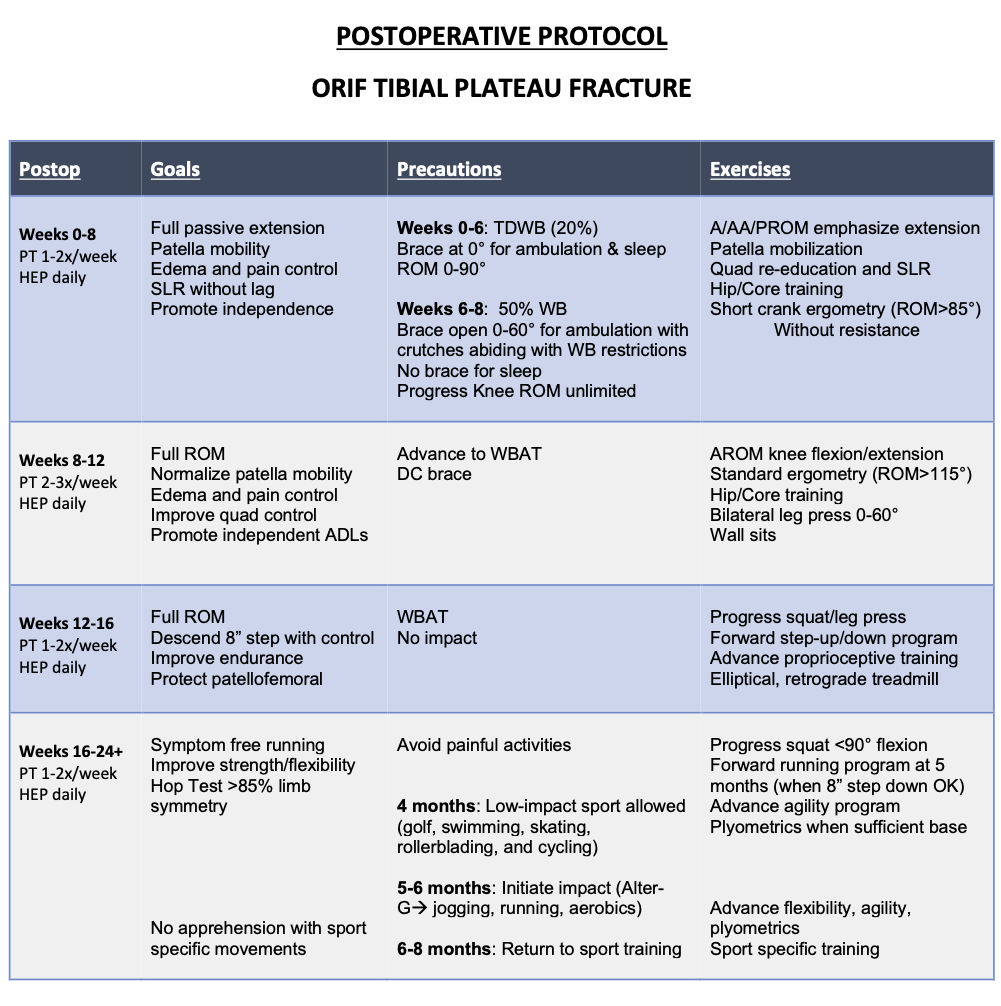 POSTOPERATIVE PROTOCOL
ORIF TIBIAL PLATEAU FRACTURE
Postop
Goals
Precautions
Exercises
Weeks 0-8
PT 1-2x/week
HEP daily
Full passive extension
Patella mobility
Edema and pain control
SLR without lag
Promote independence
Weeks 0-6: TDWB (20%)
Brace at 0° for ambulation & sleep
ROM 0-90°
Weeks 6-8: 50% WB
Brace open 0-60° for ambulation with
crutches abiding with WB restrictions
No brace for sleep
Progress Knee ROM unlimited
A/AA/PROM emphasize extension
Patella mobilization
Quad re-education and SLR
Hip/Core training
Short crank ergometry (ROM>85°)
Without resistance
Weeks 8-12
PT 2-3x/week
HEP daily
Full ROM
Normalize patella mobility
Edema and pain control
Improve quad control
Promote independent ADLs
Advance to WBAT
DC brace
AROM knee flexion/extension
Standard ergometry (ROM>115°)
Hip/Core training
Bilateral leg press 0-60°
Wall sits
Weeks 12-16
PT 1-2x/week
HEP daily
Full ROM
Descend 8” step with control
Improve endurance
Protect patellofemoral
WBAT
No impact
Progress squat/leg press
Forward step-up/down program
Advance proprioceptive training
Elliptical, retrograde treadmill
Weeks 16-24+
PT 1-2x/week
HEP daily
Symptom free running
Improve strength/flexibility
Hop Test >85% limb
symmetry
No apprehension with sport
specific movements
Avoid painful activities
4 months: Low-impact sport allowed
(golf, swimming, skating,
rollerblading, and cycling)
5-6 months: Initiate impact (Alter-
G→ jogging, running, aerobics)
6-8 months: Return to sport training
Progress squat <90° flexion
Forward running program at 5
months (when 8” step down OK)
Advance agility program
Plyometrics when sufficient base
Advance flexibility, agility,
plyometrics
Sport specific training